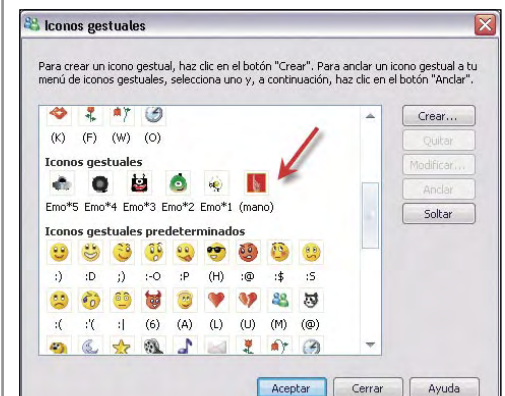 Iconos gestuales
Para crear un icono gestual, haz clic en el botón "Crear". Para anclar un icono gestual a tu
menú de iconos gestuales, selecciona uno y, a continuación, haz clic en el botón "Anclar".
(K) (F) (W) (O)
Iconos gestuales
Emo*5 Emo*4 Emo*3 Emo*2 Emo*1 (mano)
Iconos gestuales predeterminados
:) :D ;) :-O :P (H) :@ :$ :S
:( :'( :| (6) (A) (L) (U) (M) (@)
Crear...
Quitar
Modificar...
Anclar
Soltar
Aceptar Cerrar Ayuda